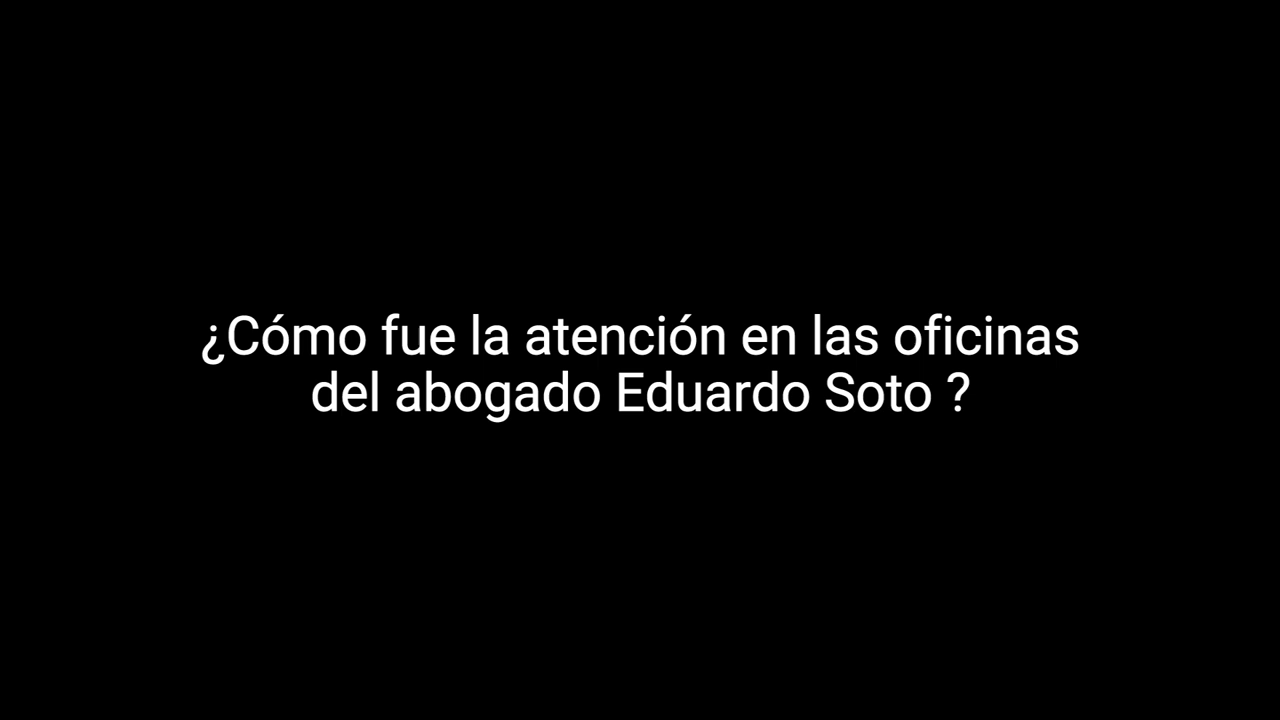 ¿Cómo fue la atención en las oficinas
del abogado Eduardo Soto ?